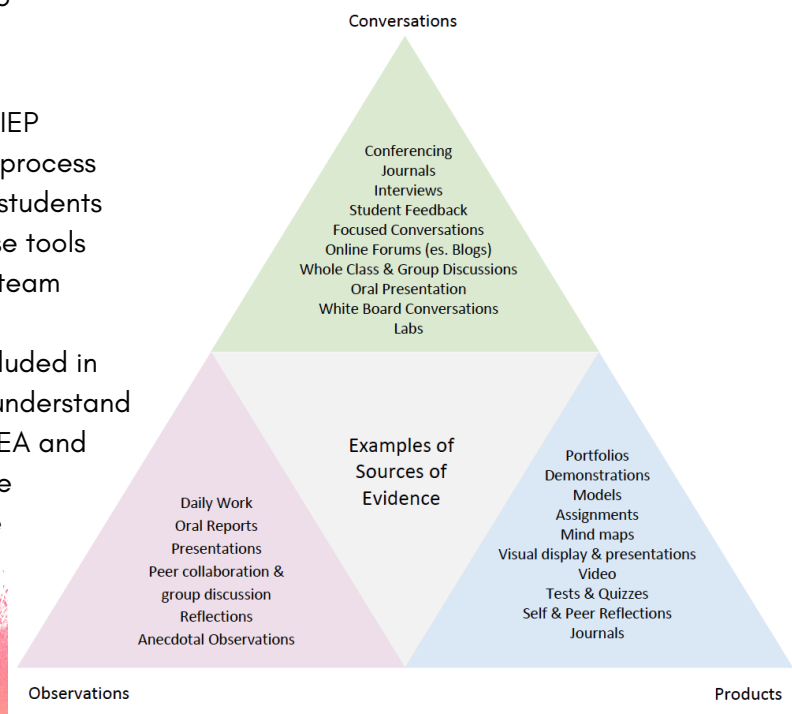 IEP
process
students
se tools
team
luded in
understand
EA and
e
Conversations
Conferencing
Journals
Interviews
Student Feedback
Focused Conversations
Online Forums (es. Blogs)
Whole Class & Group Discussions
Oral Presentation
White Board Conversations
Labs
Examples of
Sources of
Evidence
Daily Work
Oral Reports
Presentations
Peer collaboration &
group discussion
Reflections
Anecdotal Observations
Portfolios
Demonstrations
Models
Assignments
Mind maps
Visual display & presentations
Video
Tests & Quizzes
Self & Peer Reflections
Journals
Observations
Products